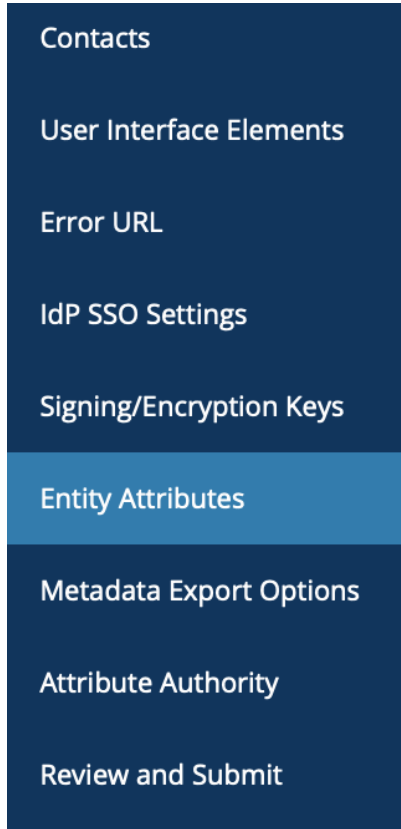 Contacts
User Interface Elements
Error URL
IdP SSO Settings
Signing/Encryption Keys
Entity Attributes
Metadata Export Options
Attribute Authority
Review and Submit